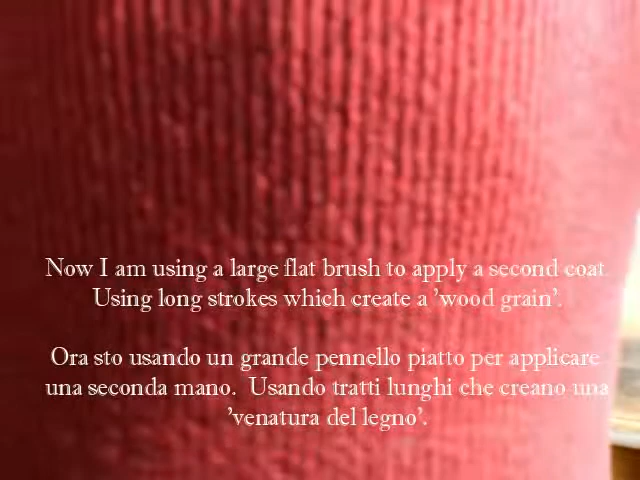 Now I am using a large flat brush to apply a second coat.
Using long strokes which create a 'wood grain'.
Ora sto usando un grande pennello piatto per applicare
una seconda mano.  Usando tratti lunghi che creano una
'venatura del legno'.